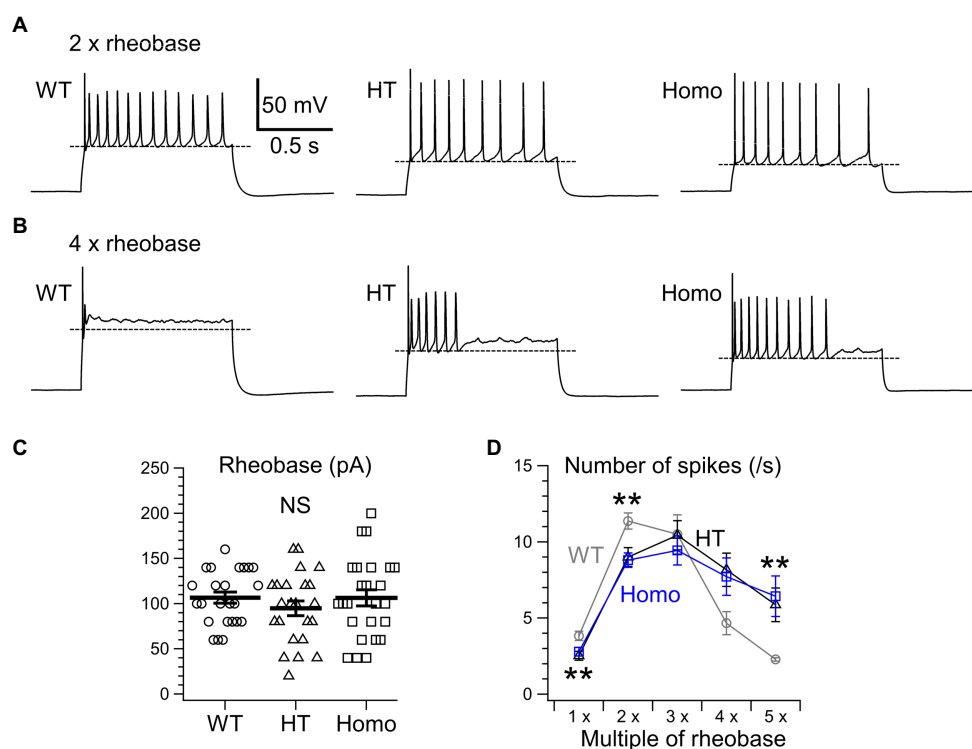 A
2 x rheobase
WT
50 mV
0.5 s
HT
Homo
B
4 x rheobase
WT
HT
Homo
C
Rheobase (pA)
NS
250
200
150
100
50
0
WT
HT
Homo
D
Number of spikes (/s)
15
10
5
0
**
WT
HT
Homo
**
**
1 x
2 x
3 x
4 x
5 x
Multiple of rheobase